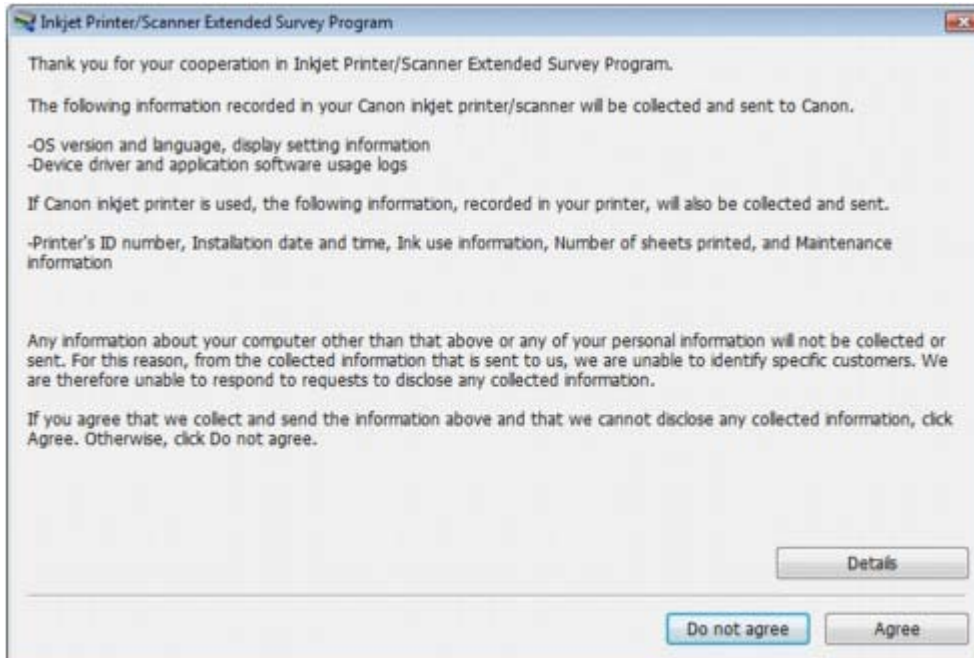 Inkjet Printer/Scanner Extended Survey Program
Thank you for your cooperation in Inkjet Printer/Scanner Extended Survey Program.
The following information recorded in your Canon inkjet printer/scanner will be collected and sent to Canon.
-OS version and language, display setting information
-Device driver and application software usage logs
If Canon inkjet printer is used, the following information, recorded in your printer, will also be collected and sent.
-Printer's ID number, Installation date and time, Ink use information, Number of sheets printed, and Maintenance
information
Any information about your computer other than that above or any of your personal information will not be collected or
sent. For this reason, from the collected information that is sent to us, we are unable to identify specific customers. We
are therefore unable to respond to requests to disclose any collected information.
If you agree that we collect and send the information above and that we cannot disclose any collected information, click
Agree. Otherwise, click Do not agree.
Details
Do not agree
Agree